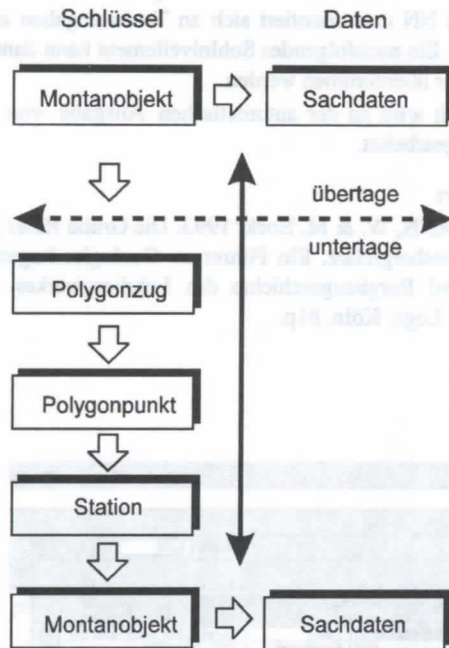 Schlüssel Daten
Montanobjekt Sachdaten
übertage
untertage
Polygonzug
Polygonpunkt
Station
Montanobjekt Sachdaten